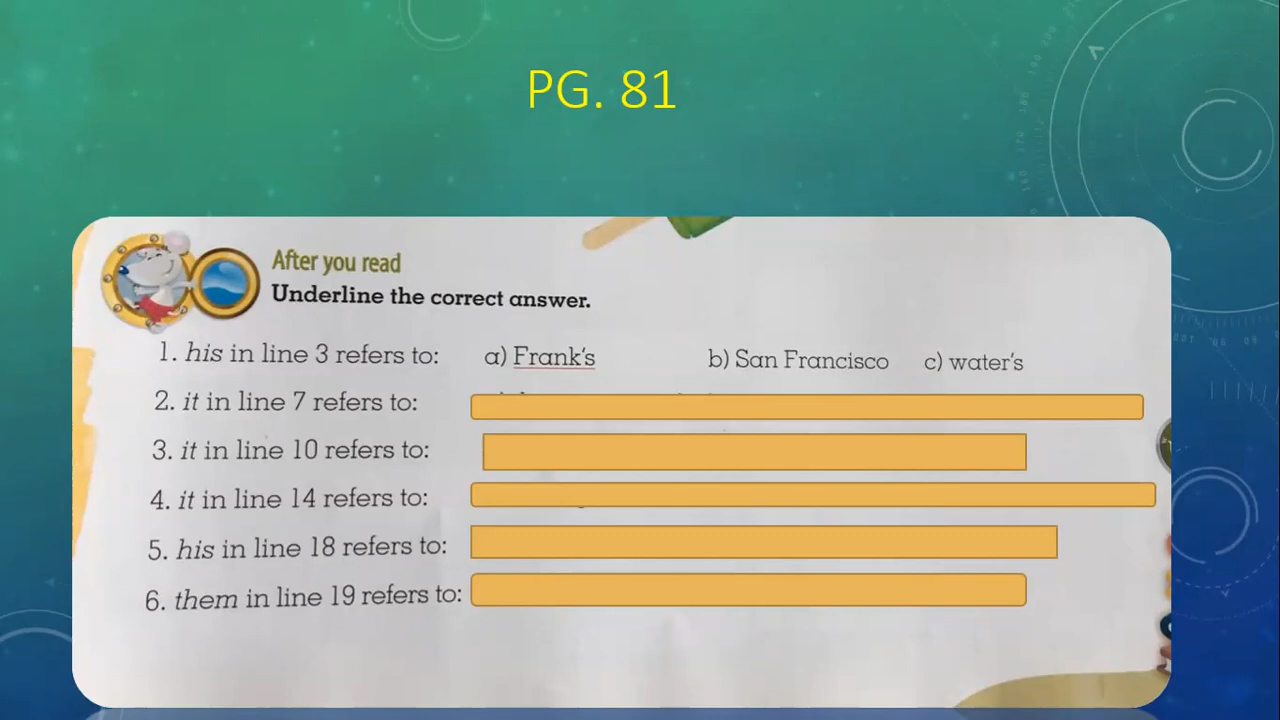 PG. 81
After you read
Underline the correct answer.
1. his in line 3 refers to: a) Frank's b) San Francisco c) water's
2. it in line 7 refers to:
3. it in line 10 refers to:
4. it in line 14 refers to:
5. his in line 18 refers to:
6. them in line 19 refers to: